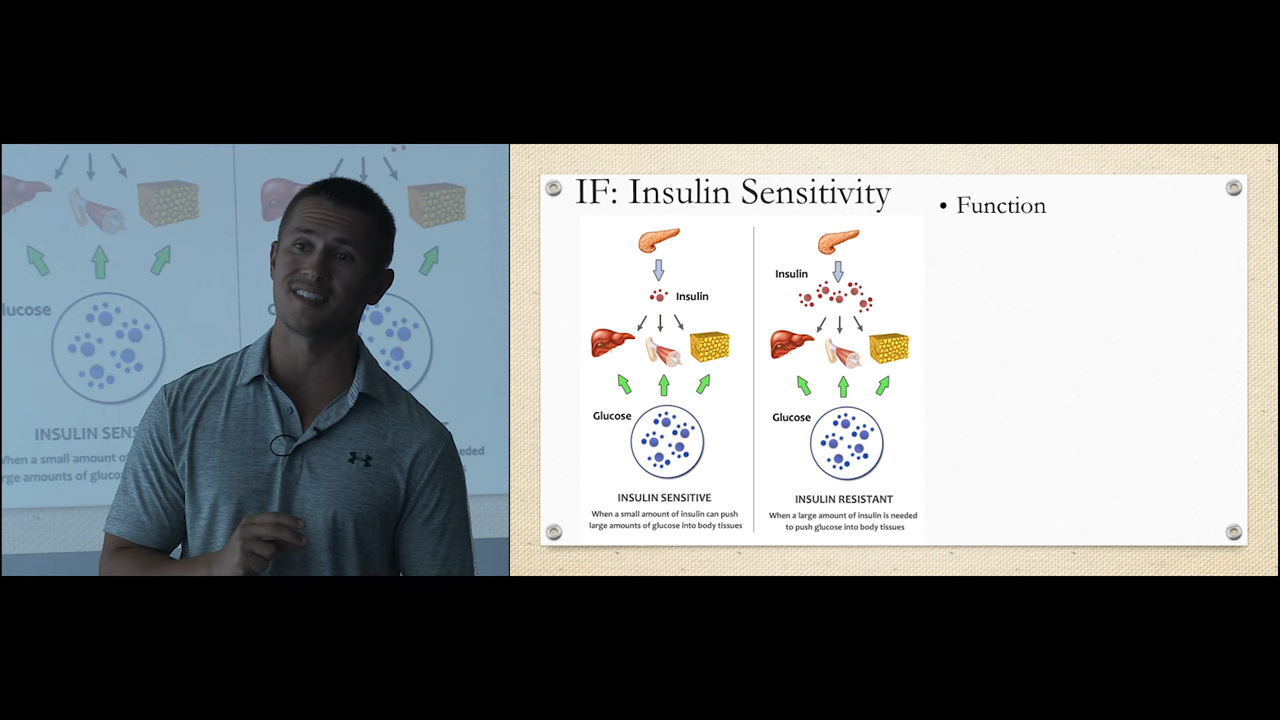 lucose
INSULIN SENS
When a small amount of
rge amounts of gluco
eded
IF: Insulin Sensitivity
• Function
Insulin
Glucose
INSULIN SENSITIVE
When a small amount of insulin can push
large amounts of glucose into body tissues
Insulin
Glucose
INSULIN RESISTANT
When a large amount of insulin is needed
to push glucose into body tissues